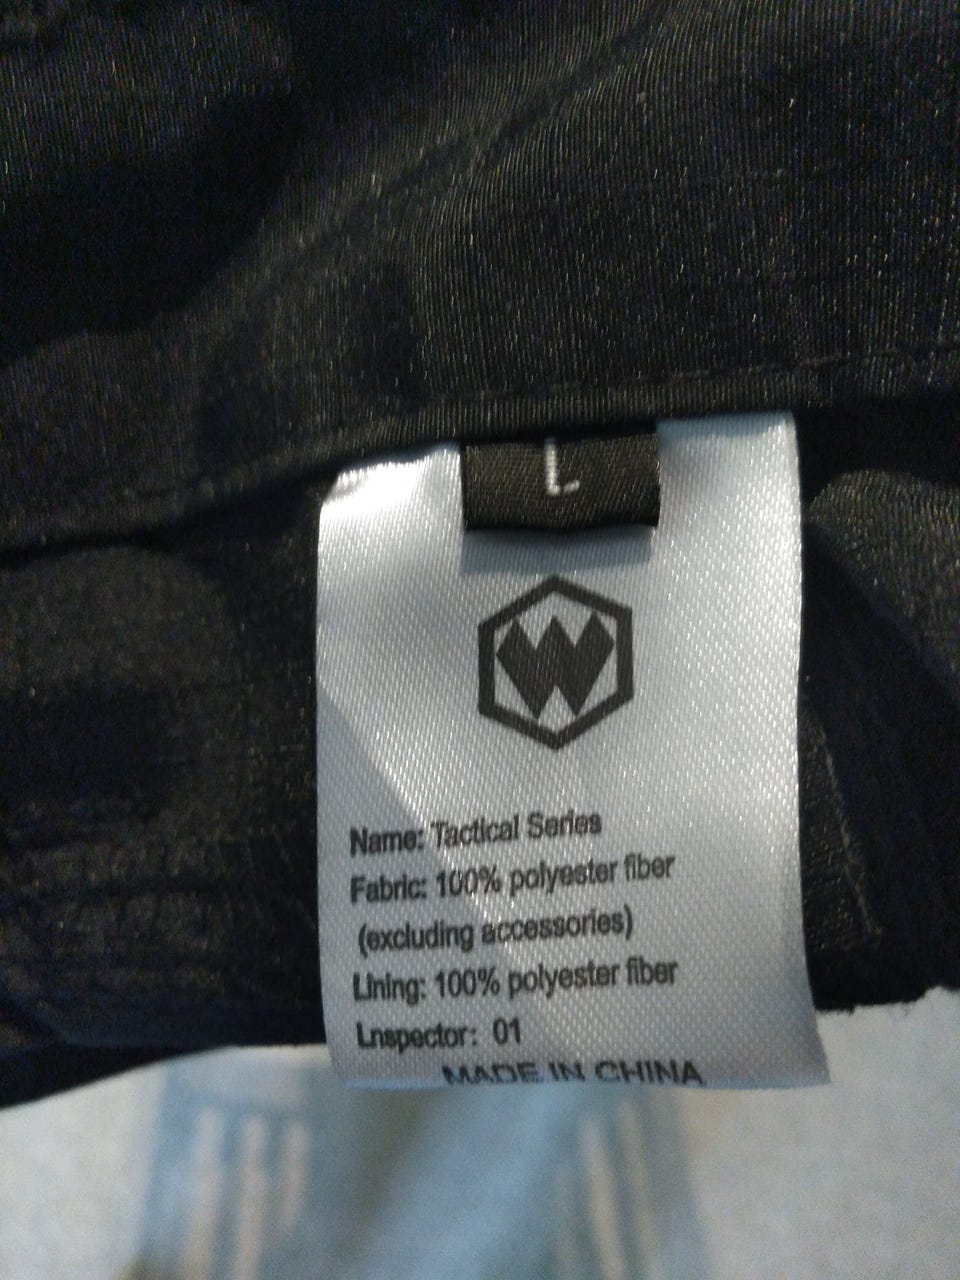 L
W
Name: Tactical Series
Fabric: 100% polyester fiber
(excluding accessories)
Lining: 100% polyester fiber
Lnspector: 01
MADE IN CHINA